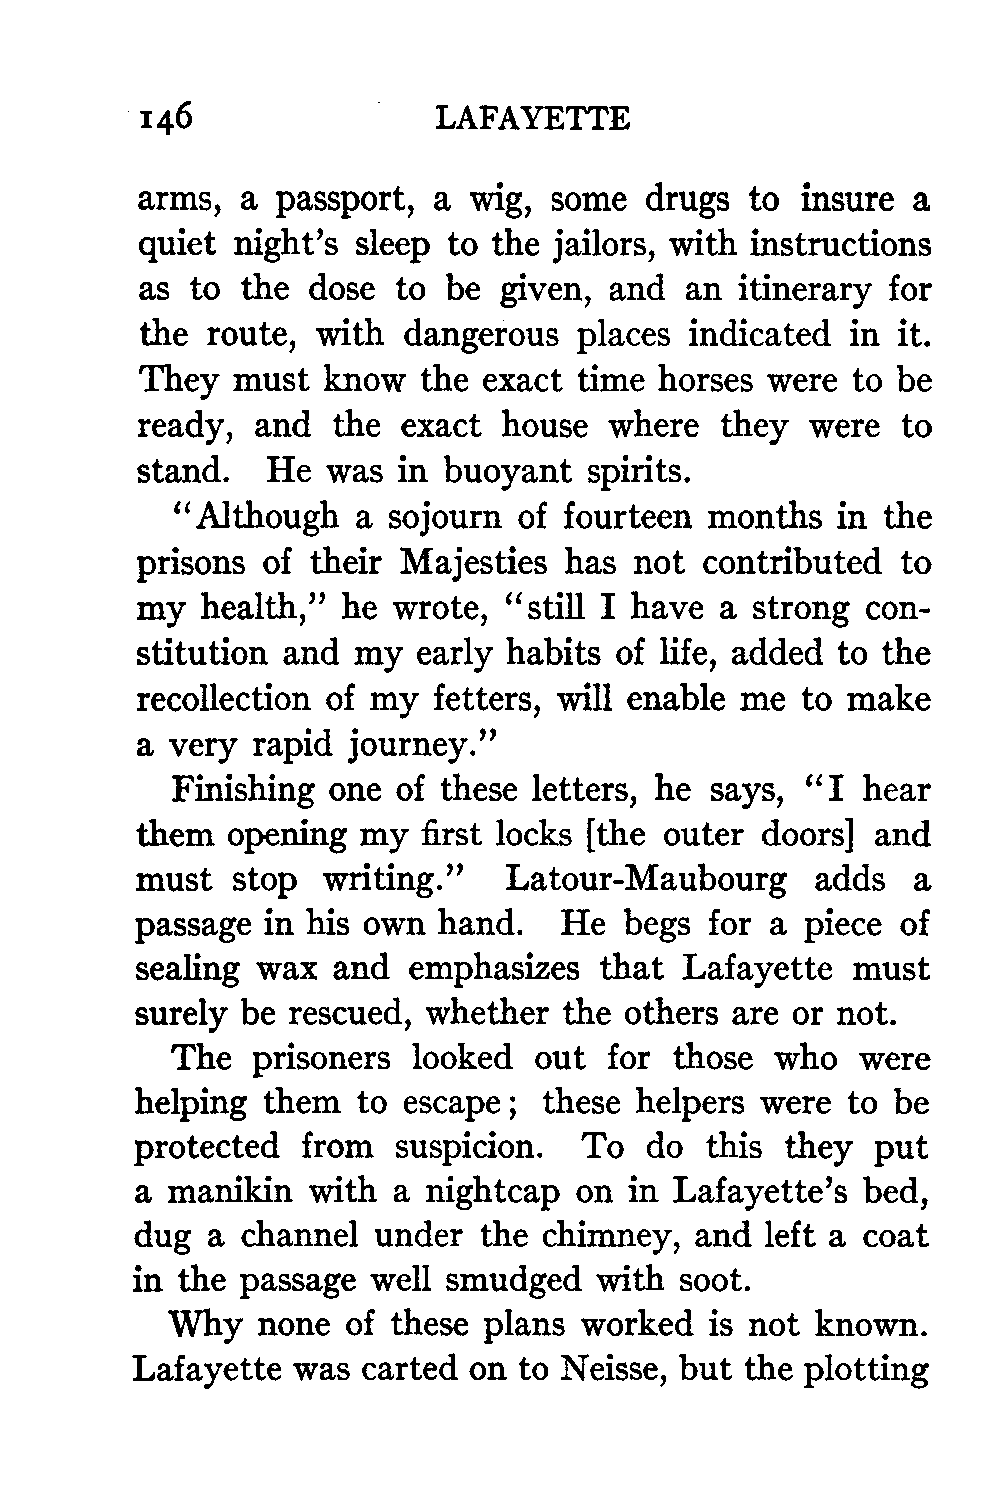 146 LAFAYETTE
arms, a passport, a wig, some drugs to insure a
quiet night's sleep to the jailors, with instructions
as to the dose to be given, and an itinerary for
the route, with dangerous places indicated in it.
They must know the exact time horses were to be
ready, and the exact house where they were to
stand. He was in buoyant spirits.
“Although a sojourn of fourteen months in the
prisons of their Majesties has not contributed to
my health,” he wrote, “still I have a strong con-
stitution and my early habits of life, added to the
recollection of my fetters, will enable me to make
a very rapid journey.”
Finishing one of these letters, he says, “I hear
them opening my first locks [the outer doors] and
must stop writing.” Latour-Maubourg adds a
passage in his own hand. He begs for a piece of
sealing wax and emphasizes that Lafayette must
surely be rescued, whether the others are or not.
The prisoners looked out for those who were
helping them to escape; these helpers were to be
protected from suspicion. To do this they put
a manikin with a nightcap on in Lafayette's bed,
dug a channel under the chimney, and left a coat
in the passage well smudged with soot.
Why none of these plans worked is not known.
Lafayette was carted on to Neisse, but the plotting